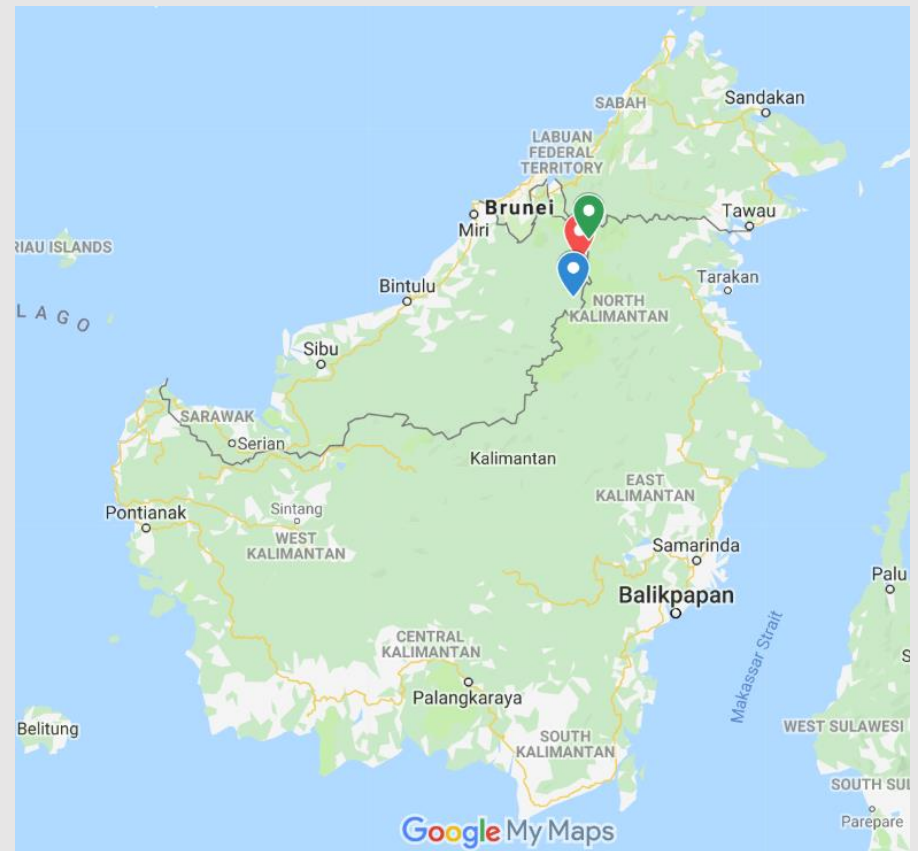 SABAH
Sandakan
LABUAN
FEDERAL
TERRITORY
Brunei
Miri
Tawau
RIAU ISLANDS
Tarakan
Bintulu
NORTH
KALIMANTAN
LAGO
Sibu
SARAWAK
Serian
Kalimantan
EAST
KALIMANTAN
Sintang
Pontianak
WEST
KALIMANTAN
Samarinda
Palu
Balikpapan
CENTRAL
KALIMANTAN
Makassar Strait
Palangkaraya
S
Belitung
WEST SULAWESI
SOUTH
KALIMANTAN
SOUTH SUL
Parepare
Google My Maps